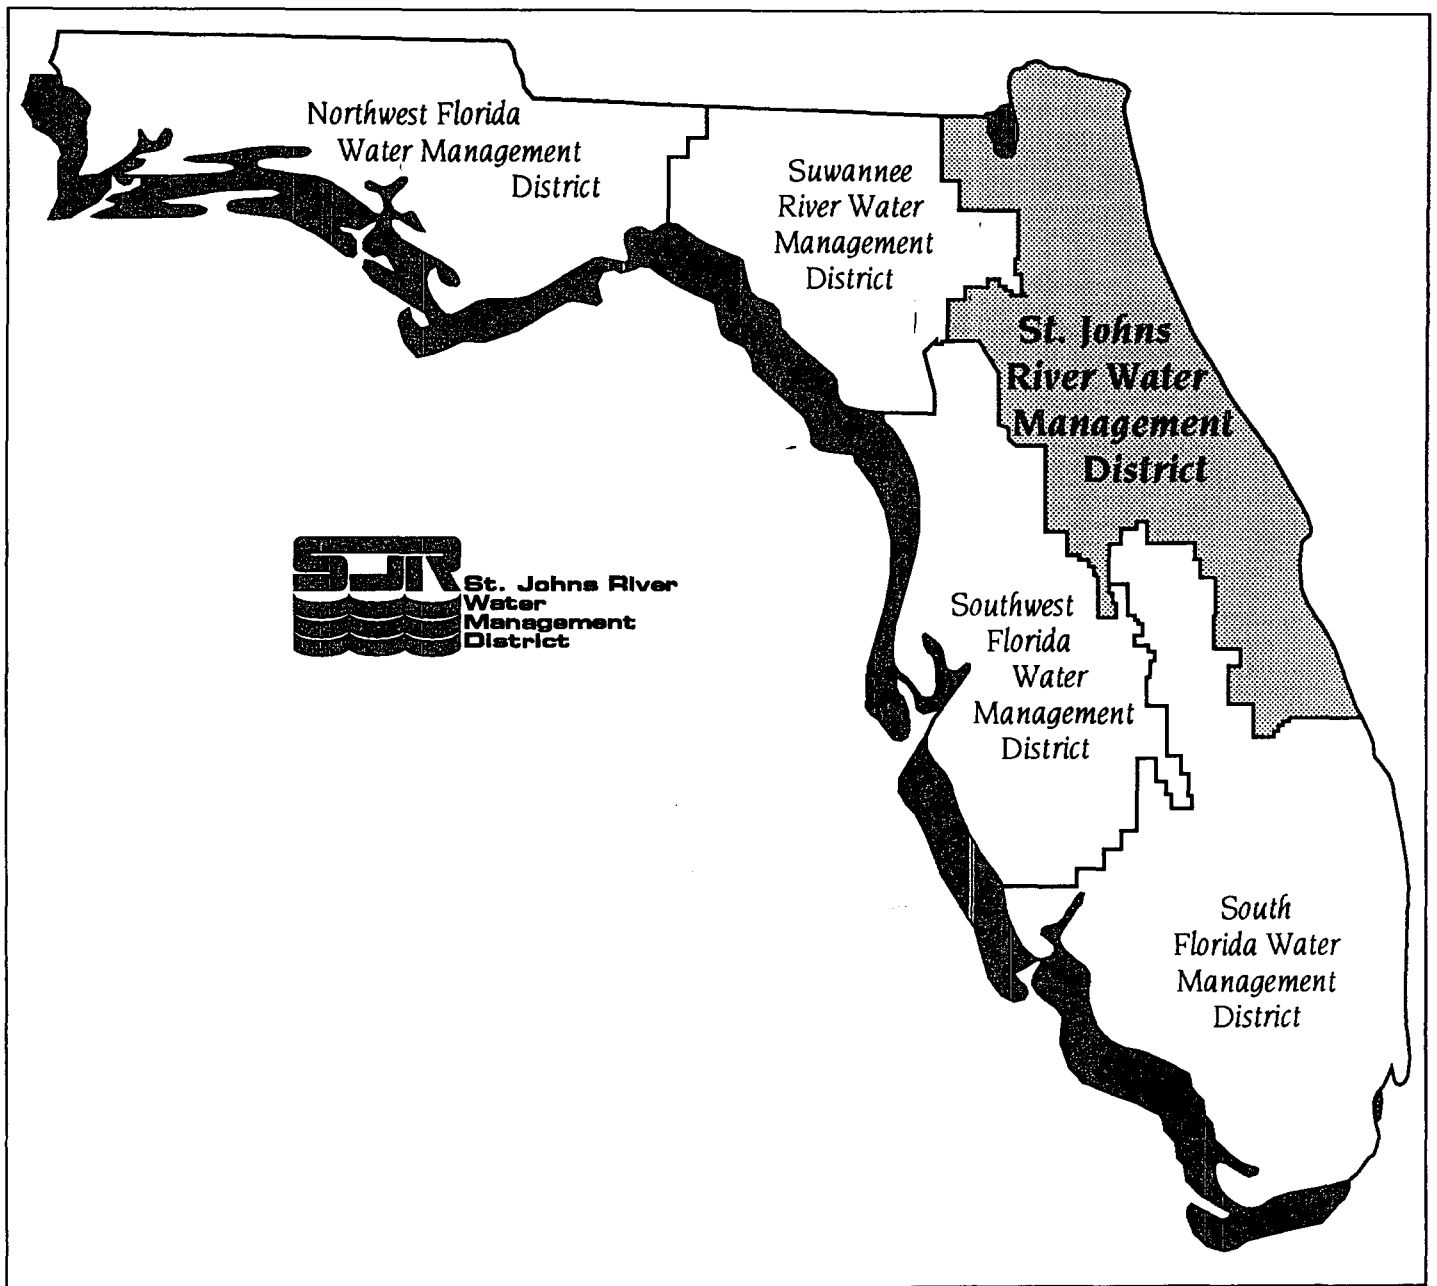 Northwest Florida
Water Management
District
Suwannee
River Water
Management
District
St. Johns
River Water
Management
District
SJR
St. Johns River
Water
Management
District
Southwest
Florida
Water
Management
District
South
Florida Water
Management
District